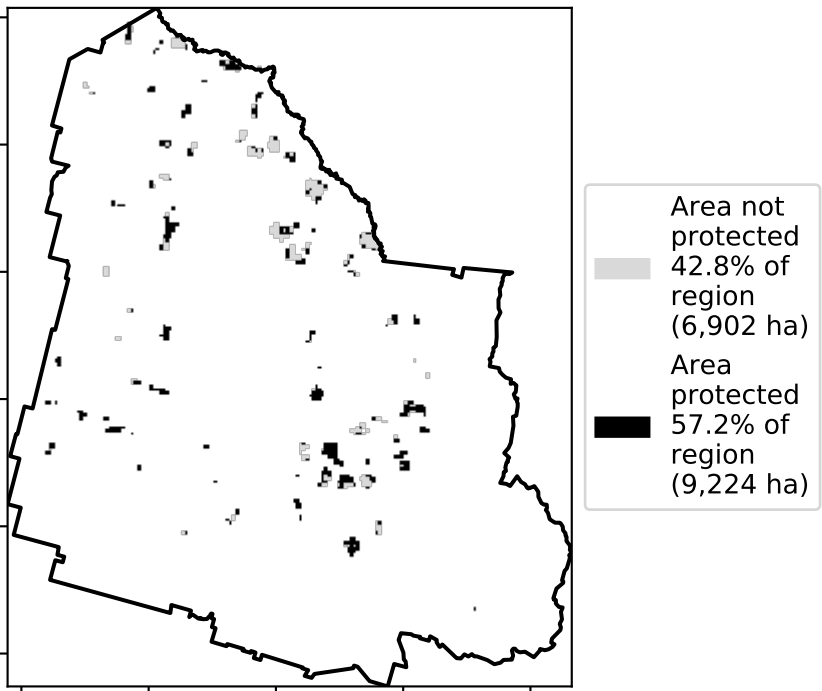 Area not
protected
42.8% of
region
(6,902 ha)
Area
protected
57.2% of
region
(9,224 ha)